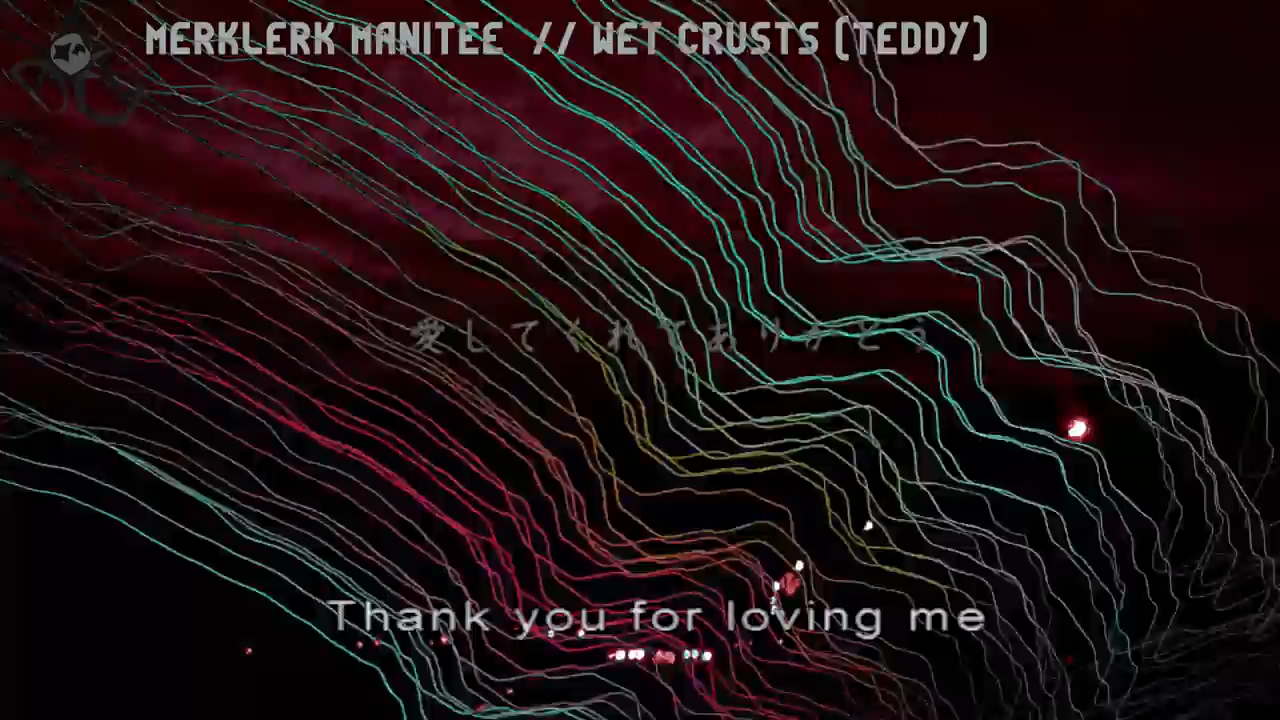 MERKLERK MANITEE // WET CRUSTS (TEDDY)
愛してくれてありがとう
Thank you for loving me